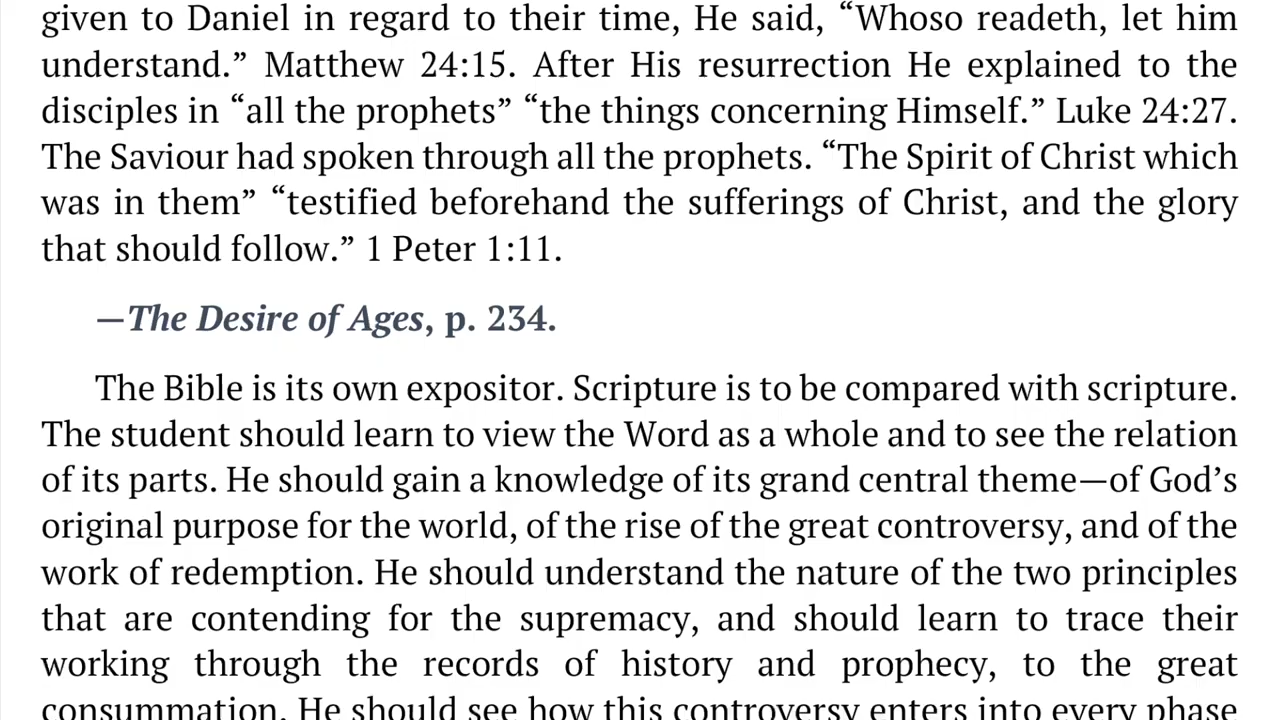 given to Daniel in regard to their time, He said, “Whoso readeth, let him
understand.” Matthew 24:15. After His resurrection He explained to the
disciples in “all the prophets” “the things concerning Himself.” Luke 24:27.
The Saviour had spoken through all the prophets. “The Spirit of Christ which
was in them” “testified beforehand the sufferings of Christ, and the glory
that should follow.” 1 Peter 1:11.
—The Desire of Ages, p. 234.
The Bible is its own expositor. Scripture is to be compared with scripture.
The student should learn to view the Word as a whole and to see the relation
of its parts. He should gain a knowledge of its grand central theme—of God’s
original purpose for the world, of the rise of the great controversy, and of the
work of redemption. He should understand the nature of the two principles
that are contending for the supremacy, and should learn to trace their
working through the records of history and prophecy, to the great
consummation. He should see how this controversy enters into every phase